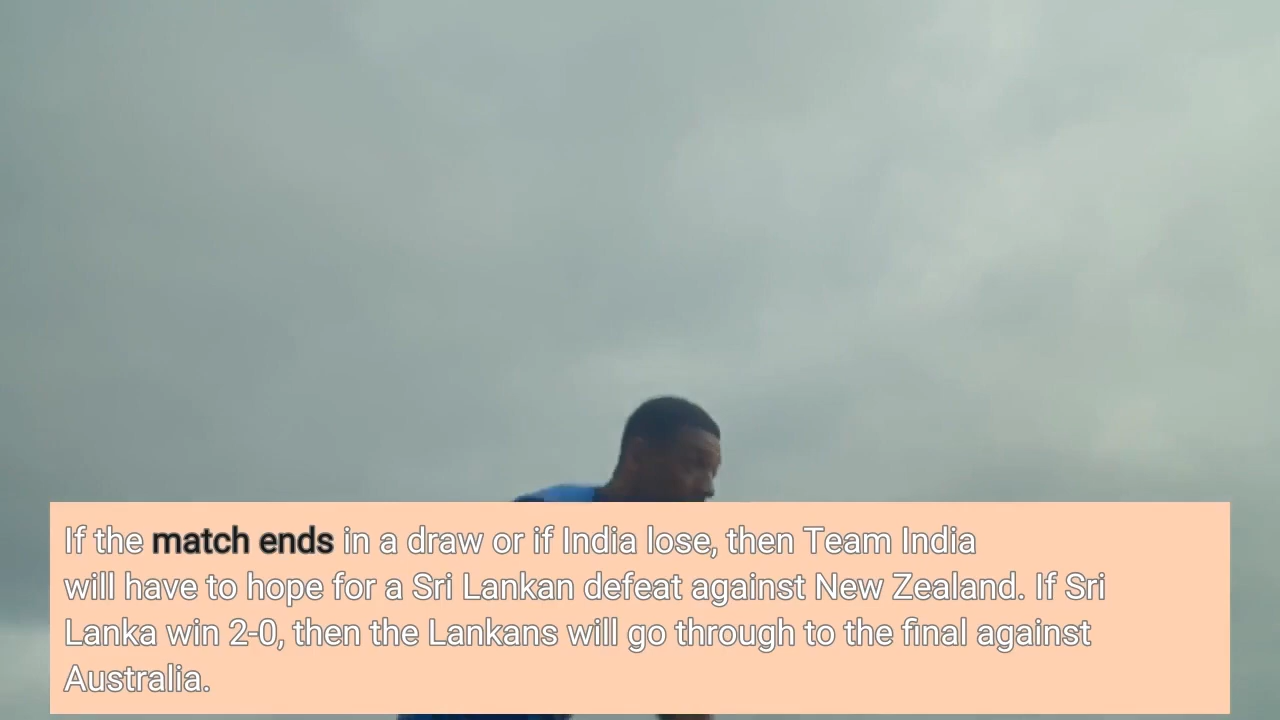 If the match ends in a draw or if India lose, then Team India
will have to hope for a Sri Lankan defeat against New Zealand. If Sri
Lanka win 2-0, then the Lankans will go through to the final against
Australia.